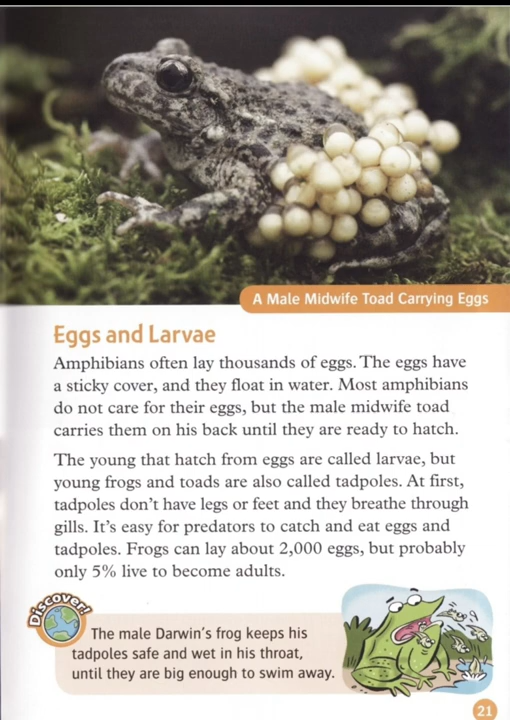 A Male Midwife Toad Carrying Eggs
Eggs and Larvae
Amphibians often lay thousands of eggs. The eggs have
a sticky cover, and they float in water. Most amphibians
do not care for their eggs, but the male midwife toad
carries them on his back until they are ready to hatch.
The young that hatch from eggs are called larvae, but
young frogs and toads are also called tadpoles. At first,
tadpoles don't have legs or feet and they breathe through
gills. It's easy for predators to catch and eat eggs and
tadpoles. Frogs can lay about 2,000 eggs, but probably
only 5% live to become adults.
Discover!
The male Darwin's frog keeps his
tadpoles safe and wet in his throat,
until they are big enough to swim away.
21